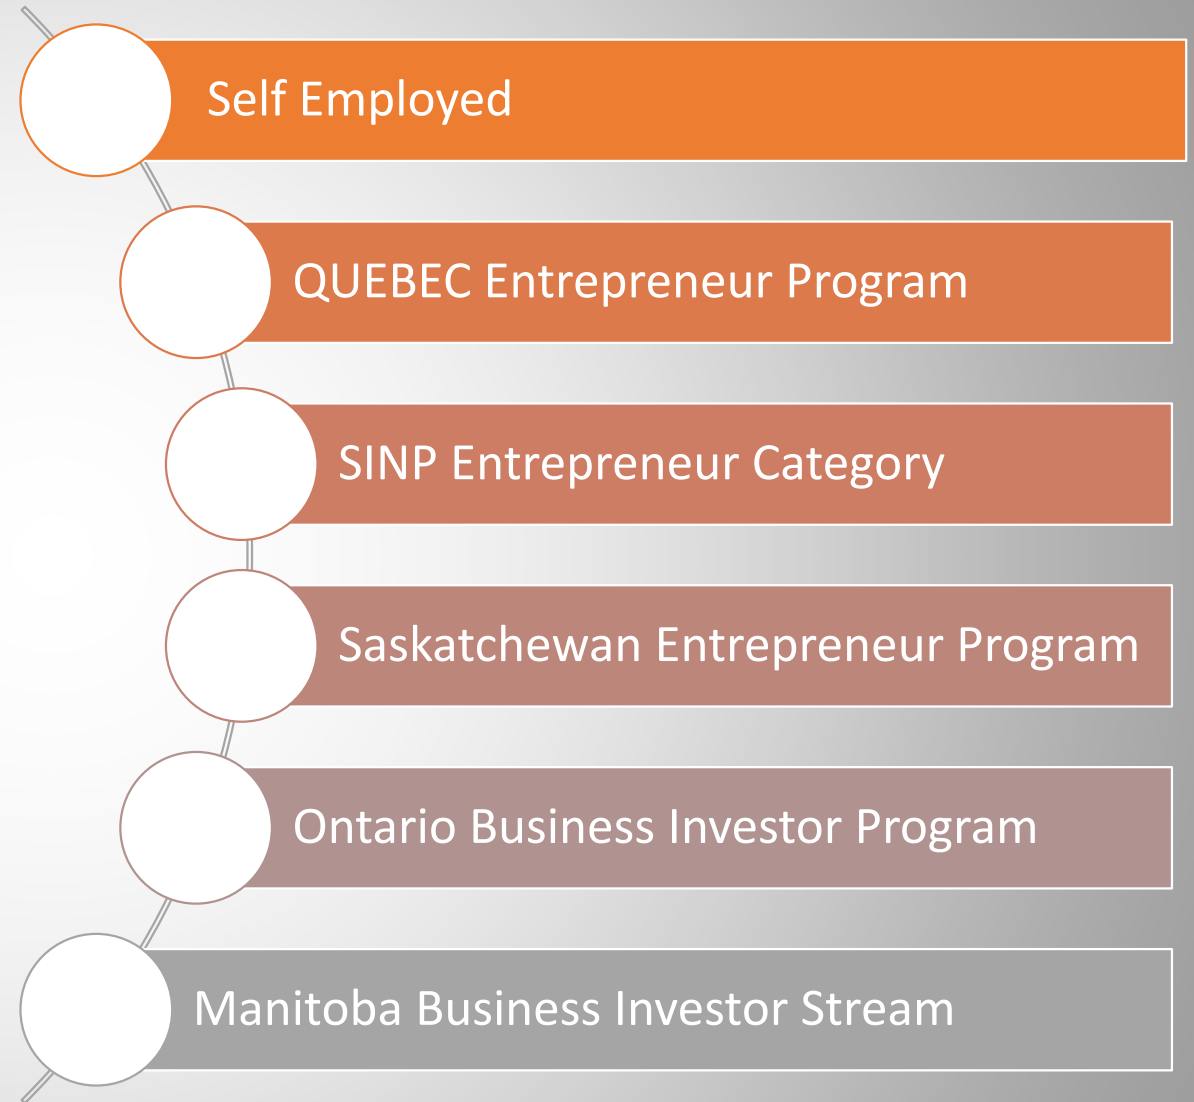 Self Employed
QUEBEC Entrepreneur Program
SINP Entrepreneur Category
Saskatchewan Entrepreneur Program
Ontario Business Investor Program
Manitoba Business Investor Stream